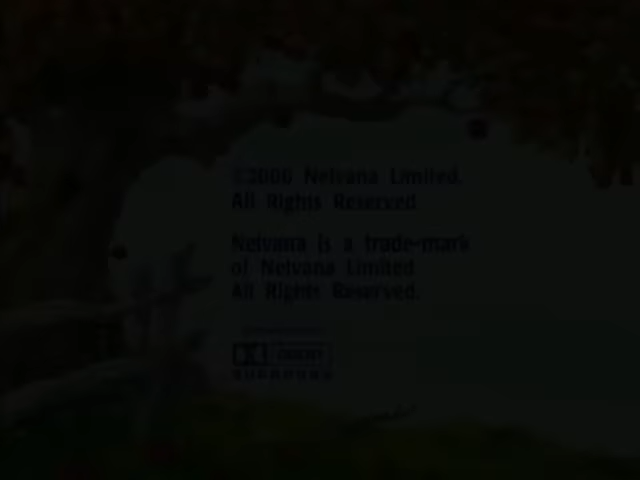 ©2000 Nelvana Limited.
All Rights Reserved
Nelvana is a trade-mark
of Nelvana Limited
All Rights Reserved.